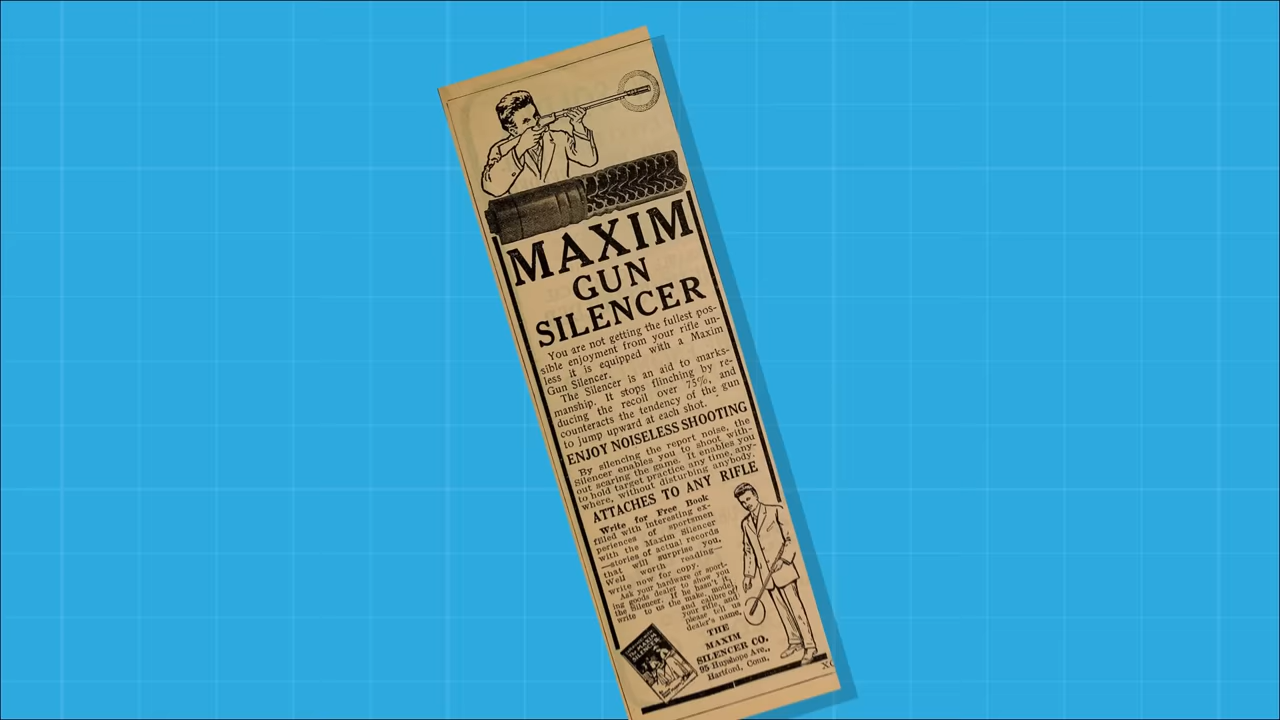 MAXIM
GUN
SILENCER
You are not getting the fullest pos-
sible enjoyment from your rifle un-
less it is equipped with a Maxim
Gun Silencer.
The Silencer is an aid to marks-
manship. It stops flinching by re-
ducing the recoil over 75%, and
counteracts the tendency of the gun
to jump upward at each shot.
ENJOY NOISELESS SHOOTING
By silencing the report noise, the
Silencer enables you to shoot with-
out scaring the game. It enables you
to hold target practice any time, any-
where, without disturbing anybody.
ATTACHES TO ANY RIFLE
Write for Free Book
filled with interesting ex-
periences of sportsmen
with the Maxim Silencer
—stories of actual records
that will surprise you.
Well worth reading—
write now for copy.
Ask your hardware or sport-
ing goods dealer to show you
the Silencer. If he hasn't it,
write to us the make, model
and calibre of
your rifle, and
please tell us
dealer's name.
THE
MAXIM
SILENCER CO.
95 Huyshope Ave.,
Hartford, Conn.
The MAXIM
SILENCER